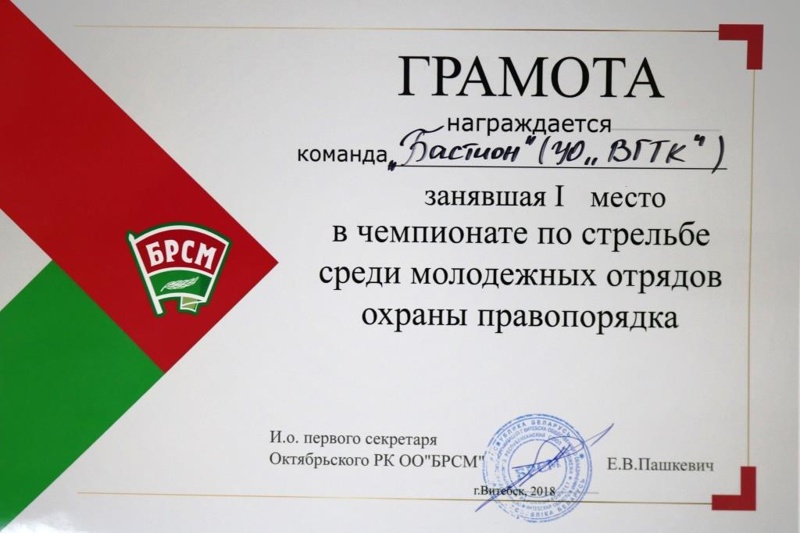 ГРАМОТА
награждается
команда „Бастион" (УО „ВГТК")
занявшая I место
в чемпионате по стрельбе
среди молодежных отрядов
охраны правопорядка
БРСМ
И.о. первого секретаря
Октябрьского РК ОО"БРСМ"
Е.В.Пашкевич
г.Витебск, 2018
БРСМ